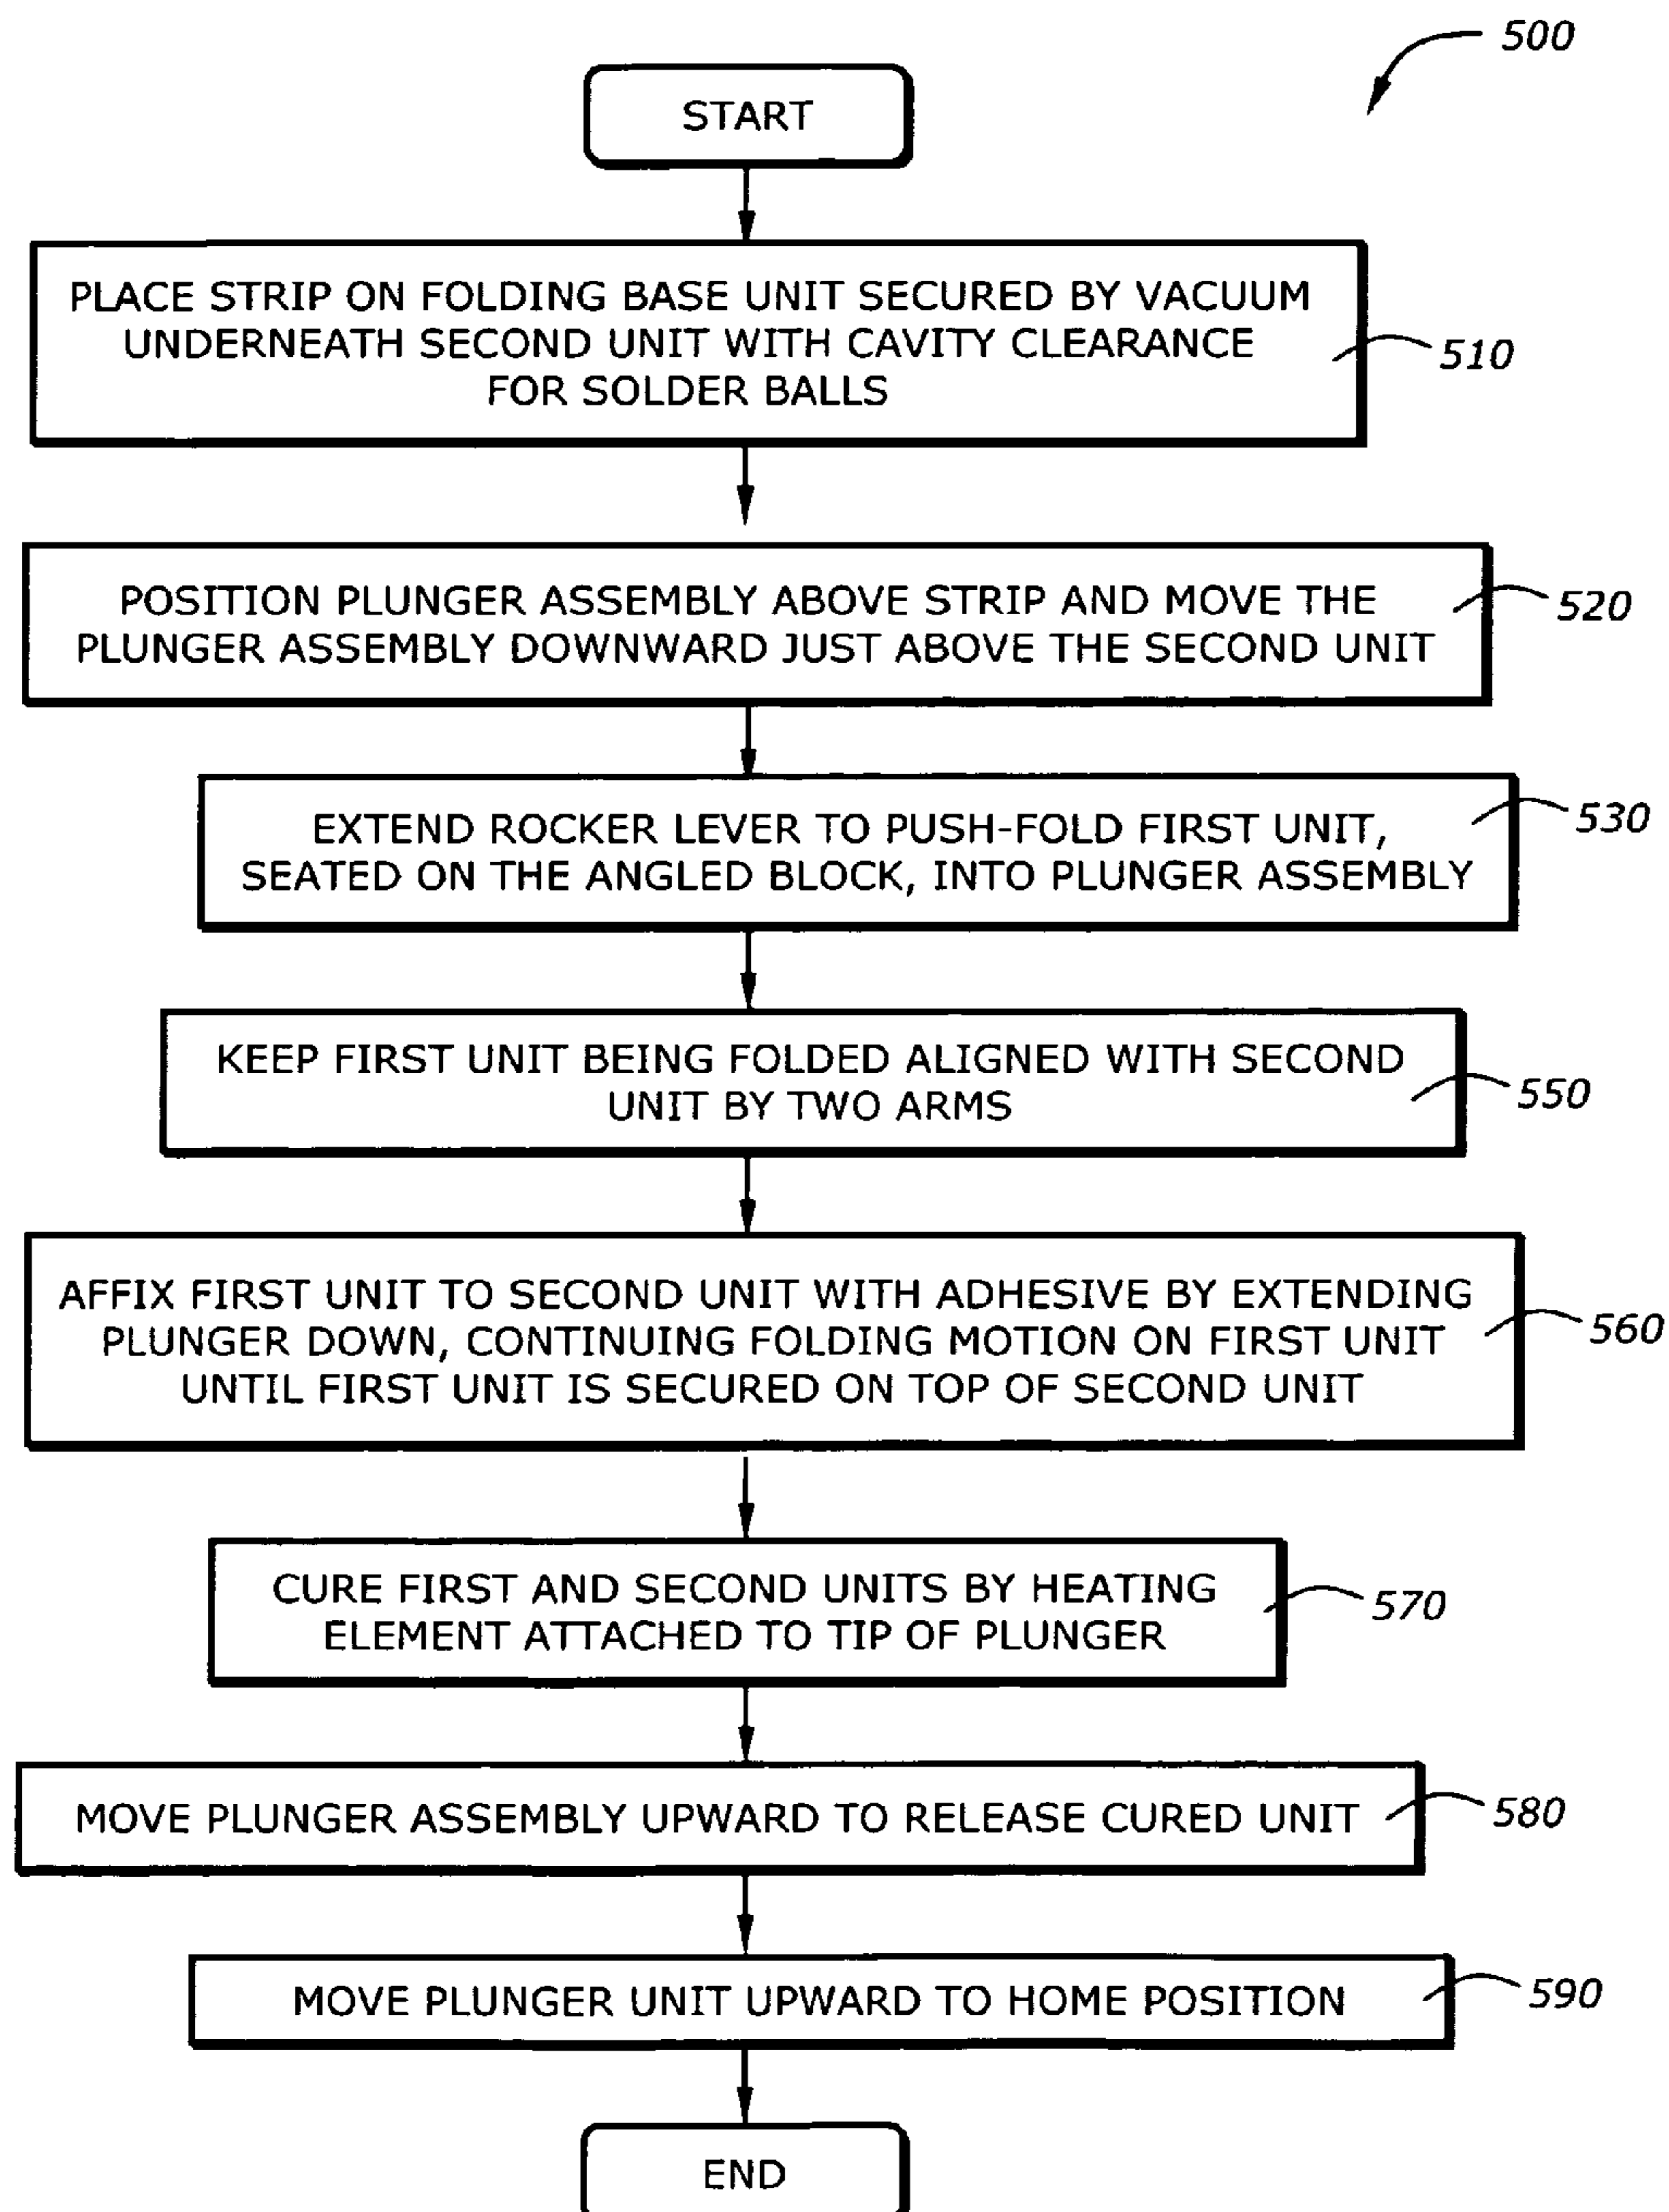 500
START
PLACE STRIP ON FOLDING BASE UNIT SECURED BY VACUUM
UNDERNEATH SECOND UNIT WITH CAVITY CLEARANCE
FOR SOLDER BALLS
510
POSITION PLUNGER ASSEMBLY ABOVE STRIP AND MOVE THE
PLUNGER ASSEMBLY DOWNWARD JUST ABOVE THE SECOND UNIT
520
EXTEND ROCKER LEVER TO PUSH-FOLD FIRST UNIT,
SEATED ON THE ANGLED BLOCK, INTO PLUNGER ASSEMBLY
530
KEEP FIRST UNIT BEING FOLDED ALIGNED WITH SECOND
UNIT BY TWO ARMS
550
AFFIX FIRST UNIT TO SECOND UNIT WITH ADHESIVE BY EXTENDING
PLUNGER DOWN, CONTINUING FOLDING MOTION ON FIRST UNIT
UNTIL FIRST UNIT IS SECURED ON TOP OF SECOND UNIT
560
CURE FIRST AND SECOND UNITS BY HEATING
ELEMENT ATTACHED TO TIP OF PLUNGER
570
MOVE PLUNGER ASSEMBLY UPWARD TO RELEASE CURED UNIT
580
MOVE PLUNGER UNIT UPWARD TO HOME POSITION
590
END